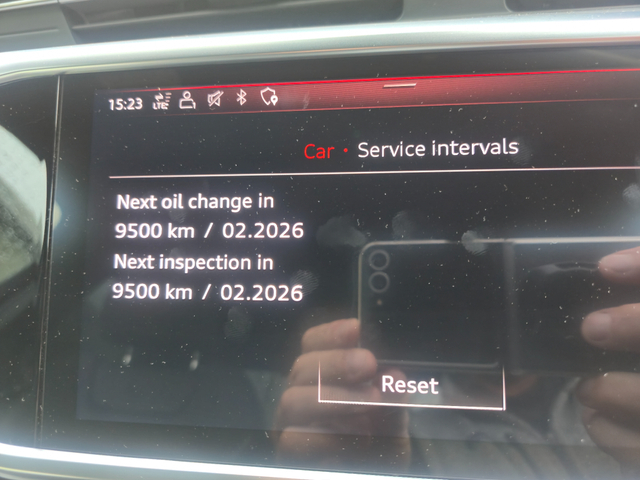 15:23 LTE
Car · Service intervals
Next oil change in
9500 km / 02.2026
Next inspection in
9500 km / 02.2026
Reset